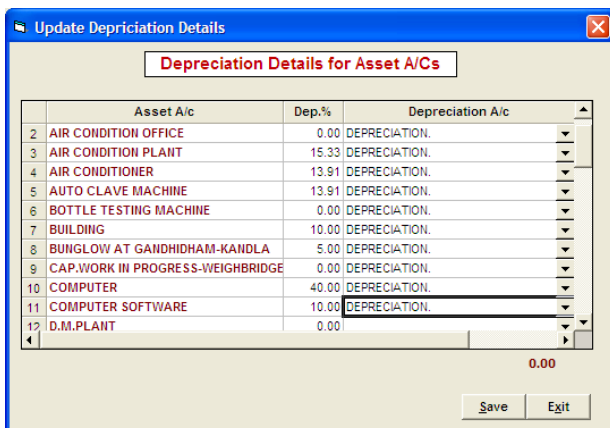 Update Depriciation Details
Depreciation Details for Asset A/Cs
Asset A/c Dep.% Depreciation A/c
2 AIR CONDITION OFFICE 0.00 DEPRECIATION.
3 AIR CONDITION PLANT 15.33 DEPRECIATION.
4 AIR CONDITIONER 13.91 DEPRECIATION.
5 AUTO CLAVE MACHINE 13.91 DEPRECIATION.
6 BOTTLE TESTING MACHINE 0.00 DEPRECIATION.
7 BUILDING 10.00 DEPRECIATION.
8 BUNGLOW AT GANDHIDHAM-KANDLA 5.00 DEPRECIATION.
9 CAP.WORK IN PROGRESS-WEIGHBRIDGE 0.00 DEPRECIATION.
10 COMPUTER 40.00 DEPRECIATION.
11 COMPUTER SOFTWARE 10.00 DEPRECIATION.
12 D.M.PLANT 0.00
0.00
Save Exit